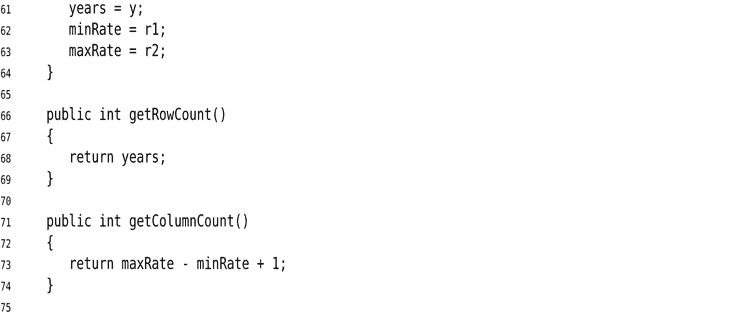 61 years = y;
62 minRate = r1;
63 maxRate = r2;
64 }
65
66 public int getRowCount()
67 {
68 return years;
69 }
70
71 public int getColumnCount()
72 {
73 return maxRate - minRate + 1;
74 }
75